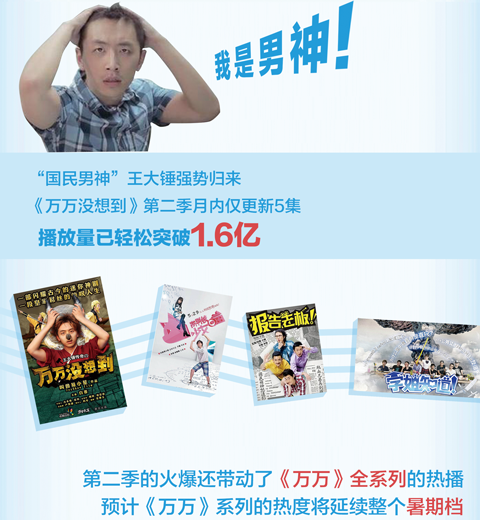 我是男神!
“国民男神”王大锤强势归来
《万万没想到》第二季月内仅更新5集
播放量已轻松突破1.6亿
万万没想到
报告老板!
李姐知道!
第二季的火爆还带动了《万万》全系列的热播
预计《万万》系列的热度将延续整个暑期档